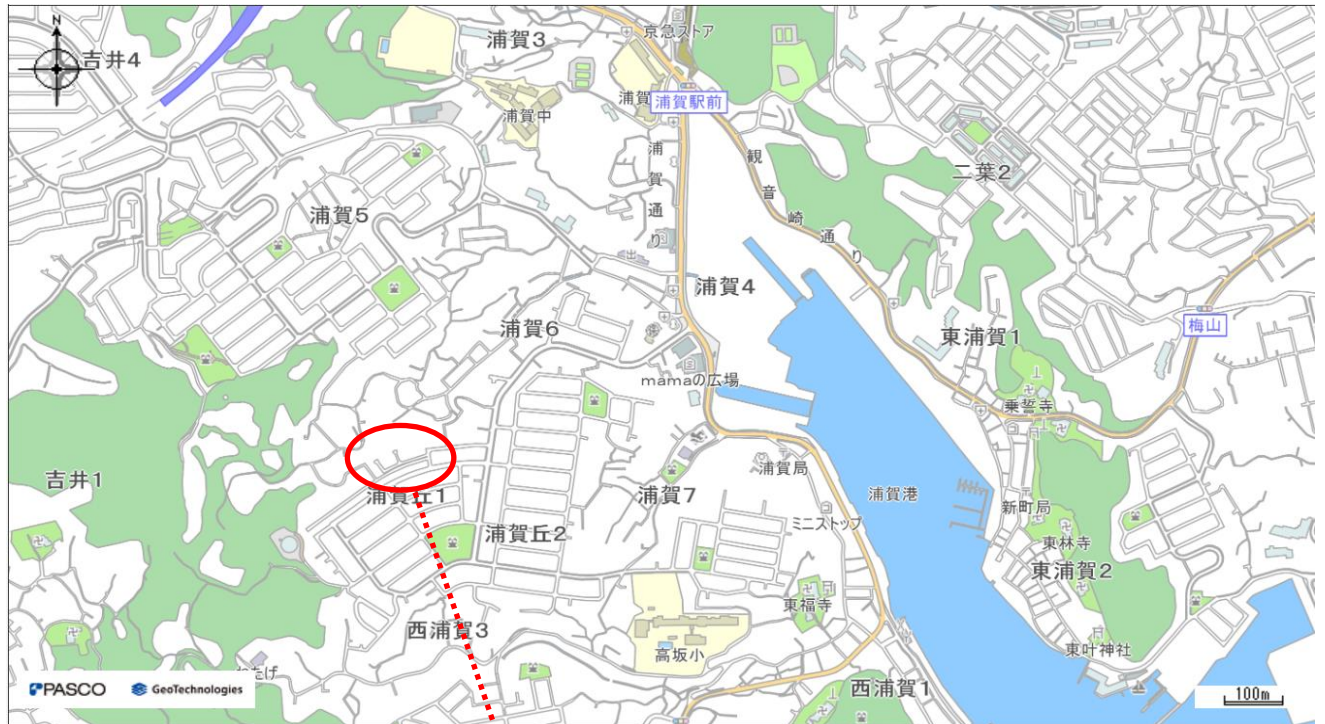 N
吉井4
浦賀3
京急ストア
浦賀中
浦賀駅前
浦賀通り
観音崎通り
二葉2
浦賀5
浦賀4
浦賀6
梅山
東浦賀1
mamaの広場
乗誓寺
吉井1
浦賀丘1
浦賀7
浦賀局
浦賀港
新町局
ミニストップ
浦賀丘2
東林寺
東浦賀2
東福寺
西浦賀3
高坂小
東叶神社
西浦賀1
PASCO
GeoTechnologies
100m